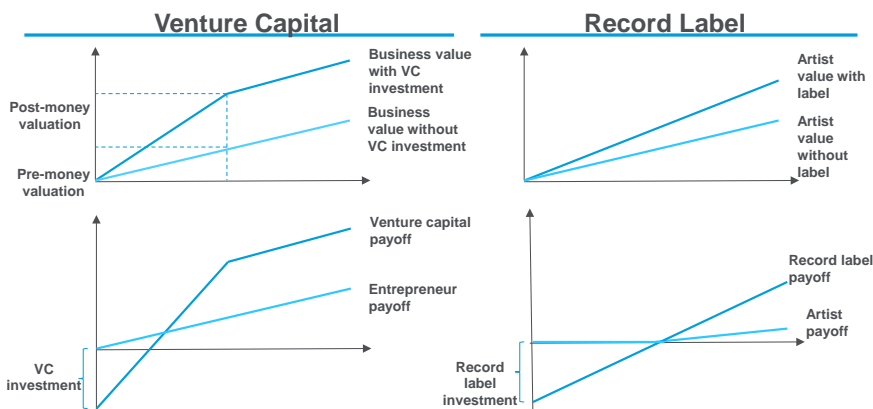 Venture Capital
Post-money
valuation
Pre-money
valuation
Business value
with VC
investment
Business
value without
VC investment
Record Label
Artist
value with
label
Artist
value
without label
Venture capital
payoff
Entrepreneur
payoff
VC
investment
Record label
payoff
Artist
payoff
Record
label
investment